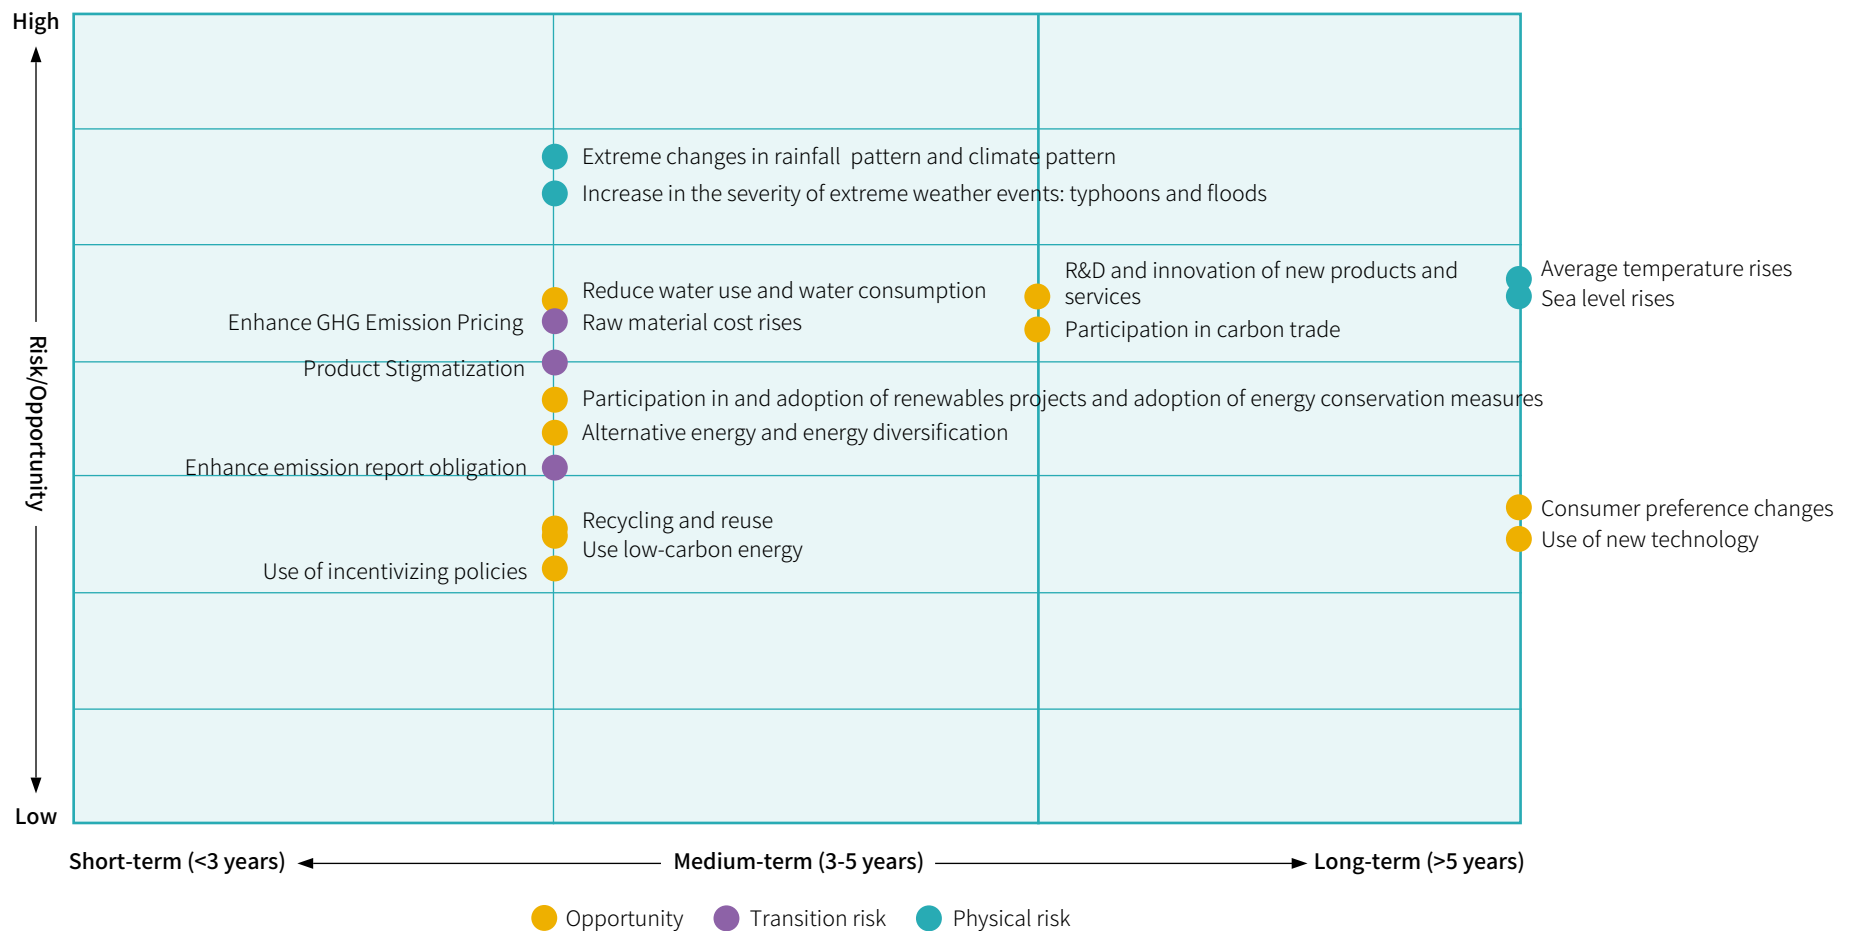 High
Extreme changes in rainfall pattern and climate pattern
Increase in the severity of extreme weather events: typhoons and floods
R&D and innovation of new products and
services
Average temperature rises
Sea level rises
Reduce water use and water consumption
Enhance GHG Emission Pricing
Raw material cost rises
Participation in carbon trade
Risk/Opportunity
Product Stigmatization
Participation in and adoption of renewables projects and adoption of energy conservation measures
Alternative energy and energy diversification
Enhance emission report obligation
Consumer preference changes
Recycling and reuse
Use of new technology
Use low-carbon energy
Use of incentivizing policies
Low
Short-term (<3 years)
Medium-term (3-5 years)
Long-term (>5 years)
Opportunity
Transition risk
Physical risk